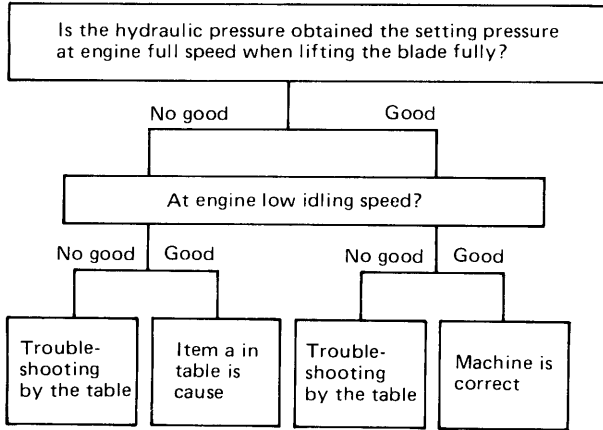 Is the hydraulic pressure obtained the setting pressure
at engine full speed when lifting the blade fully?
No good
Good
At engine low idling speed?
No good
Good
No good
Good
Trouble-
shooting
by the table
Item a in
table is
cause
Trouble-
shooting
by the table
Machine is
correct